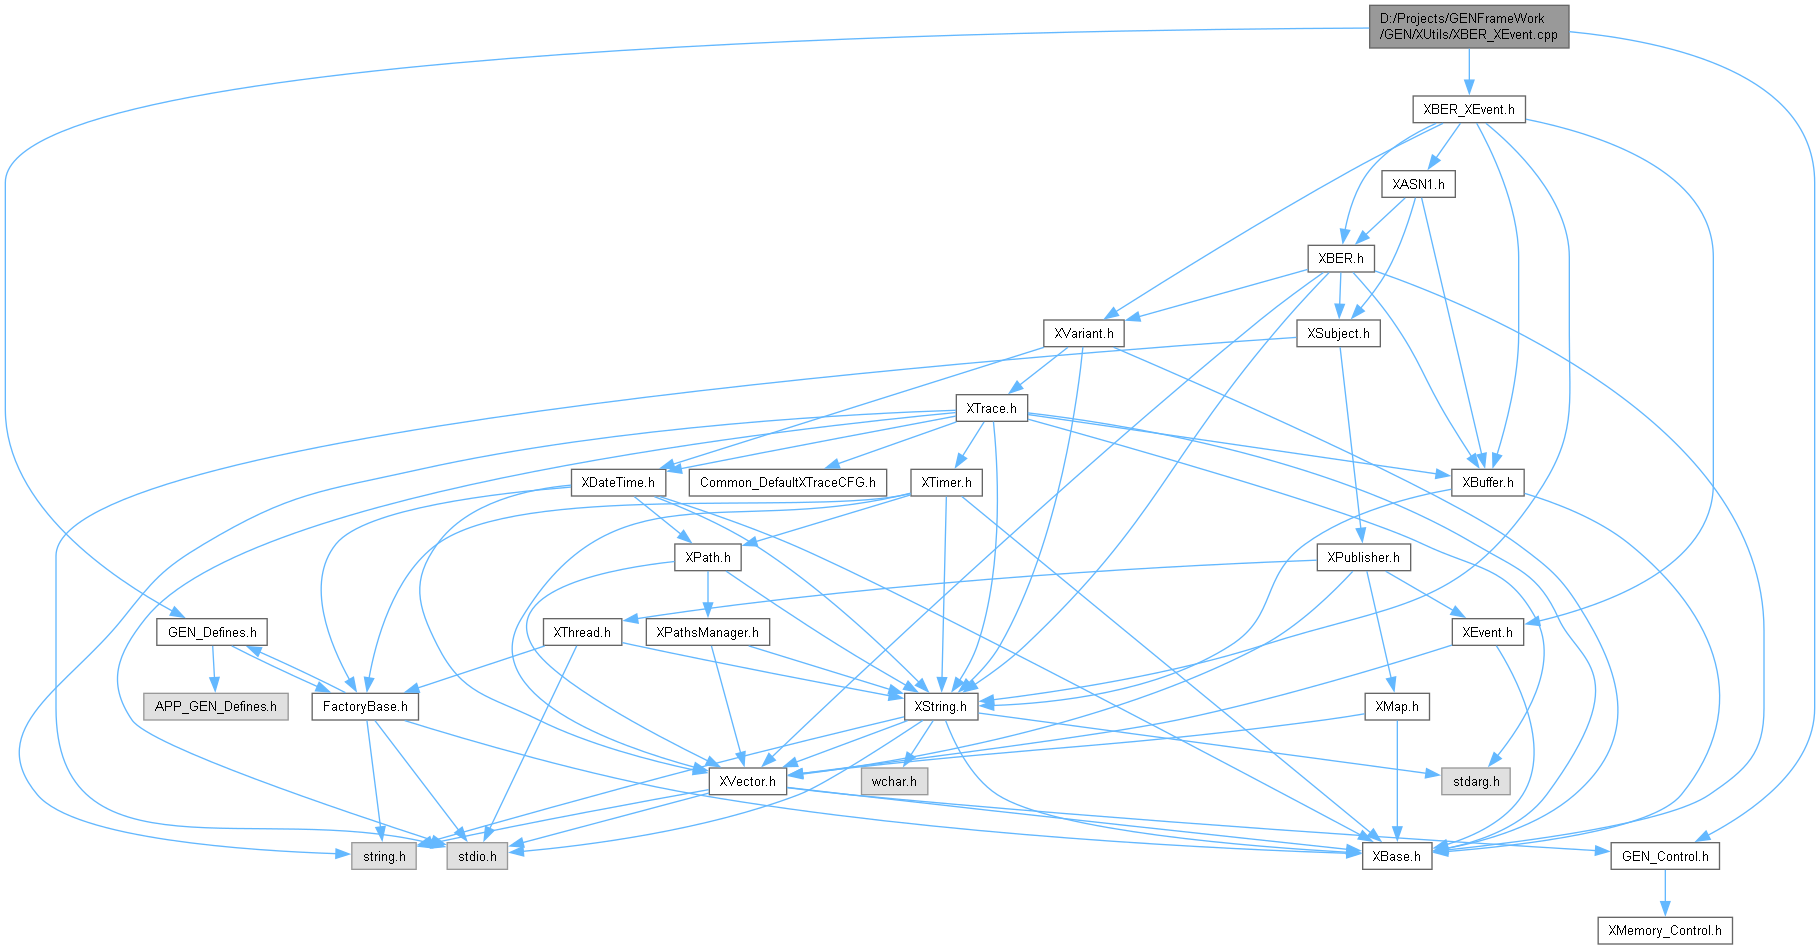 D:/Projects/GENFrameWork
/GEN/XUtils/XBER_XEvent.cpp
XBER_XEvent.h
XASN1.h
XBER.h
XVariant.h
XSubject.h
XTrace.h
XDateTime.h
Common_DefaultXTraceCFG.h
XTimer.h
XBuffer.h
XPath.h
XPublisher.h
GEN_Defines.h
XThread.h
XPathsManager.h
XEvent.h
APP_GEN_Defines.h
FactoryBase.h
XString.h
XMap.h
XVector.h
wchar.h
stdarg.h
string.h
stdio.h
XBase.h
GEN_Control.h
XMemory_Control.h